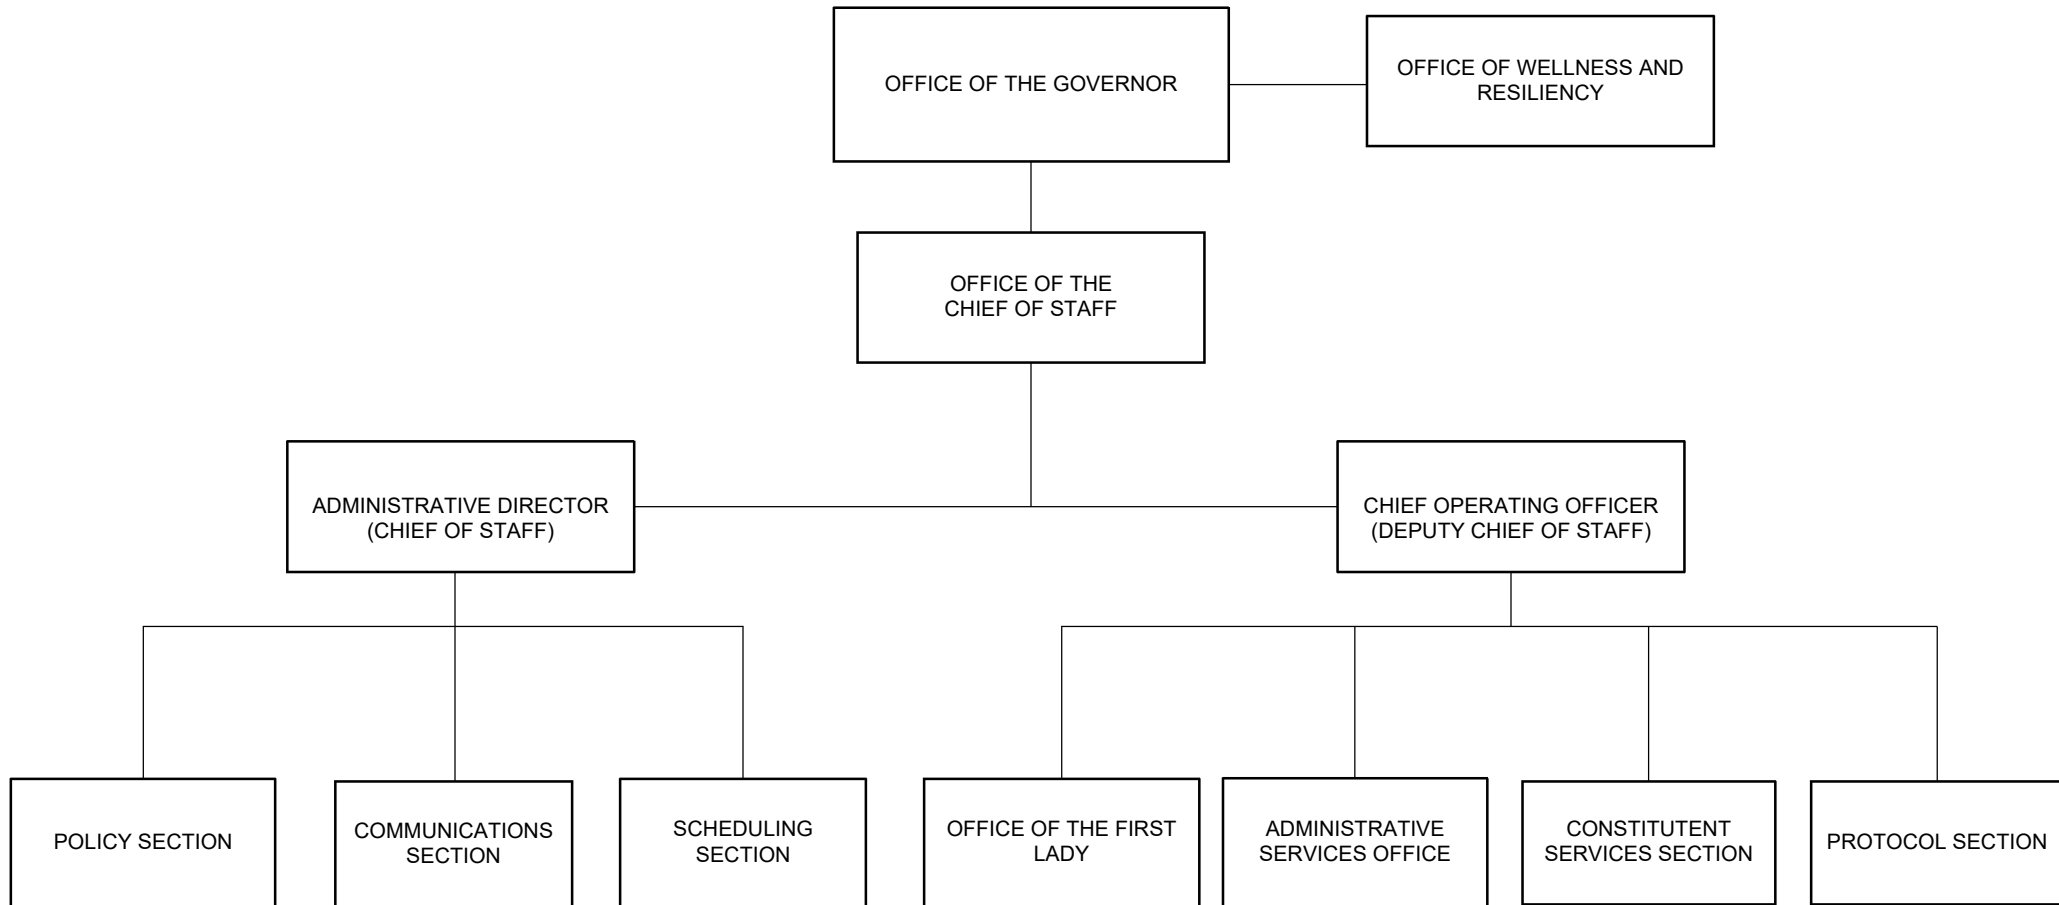 OFFICE OF THE GOVERNOR
OFFICE OF WELLNESS AND
RESILIENCY
OFFICE OF THE
CHIEF OF STAFF
ADMINISTRATIVE DIRECTOR
(CHIEF OF STAFF)
CHIEF OPERATING OFFICER
(DEPUTY CHIEF OF STAFF)
POLICY SECTION
COMMUNICATIONS
SECTION
SCHEDULING
SECTION
OFFICE OF THE FIRST
LADY
ADMINISTRATIVE
SERVICES OFFICE
CONSTITUTENT
SERVICES SECTION
PROTOCOL SECTION